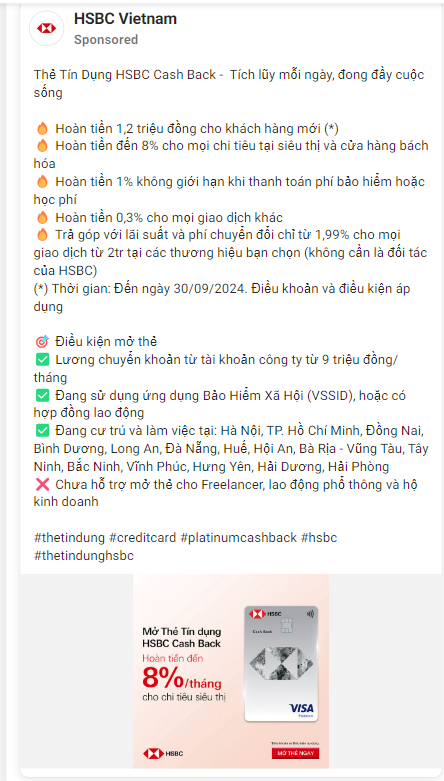 HSBC Vietnam
Sponsored
Thẻ Tín Dụng HSBC Cash Back - Tích lũy mỗi ngày, đong đầy cuộc
sống
🔥 Hoàn tiền 1,2 triệu đồng cho khách hàng mới (*)
🔥 Hoàn tiền đến 8% cho mọi chi tiêu tại siêu thị và cửa hàng bách
hóa
🔥 Hoàn tiền 1% không giới hạn khi thanh toán phí bảo hiểm hoặc
học phí
🔥 Hoàn tiền 0,3% cho mọi giao dịch khác
🔥 Trả góp với lãi suất và phí chuyển đổi chỉ từ 1,99% cho mọi
giao dịch từ 2tr tại các thương hiệu bạn chọn (không cần là đối tác
của HSBC)
(*) Thời gian: Đến ngày 30/09/2024. Điều khoản và điều kiện áp
dụng
🎯 Điều kiện mở thẻ
✅ Lương chuyển khoản từ tài khoản công ty từ 9 triệu đồng/
tháng
✅ Đang sử dụng ứng dụng Bảo Hiểm Xã Hội (VSSID), hoặc có
hợp đồng lao động
✅ Đang cư trú và làm việc tại: Hà Nội, TP. Hồ Chí Minh, Đồng Nai,
Bình Dương, Long An, Đà Nẵng, Huế, Hội An, Bà Rịa - Vũng Tàu, Tây
Ninh, Bắc Ninh, Vĩnh Phúc, Hưng Yên, Hải Dương, Hải Phòng
❌ Chưa hỗ trợ mở thẻ cho Freelancer, lao động phổ thông và hộ
kinh doanh
#thetindung #creditcard #platinumcashback #hsbc
#thetindunghsbc
Mở Thẻ Tín dụng
HSBC Cash Back
Hoàn tiền đến
8%/tháng
cho chi tiêu siêu thị
HSBC
Cash Back
VISA
Platinum
HSBC
MỞ THẺ NGAY